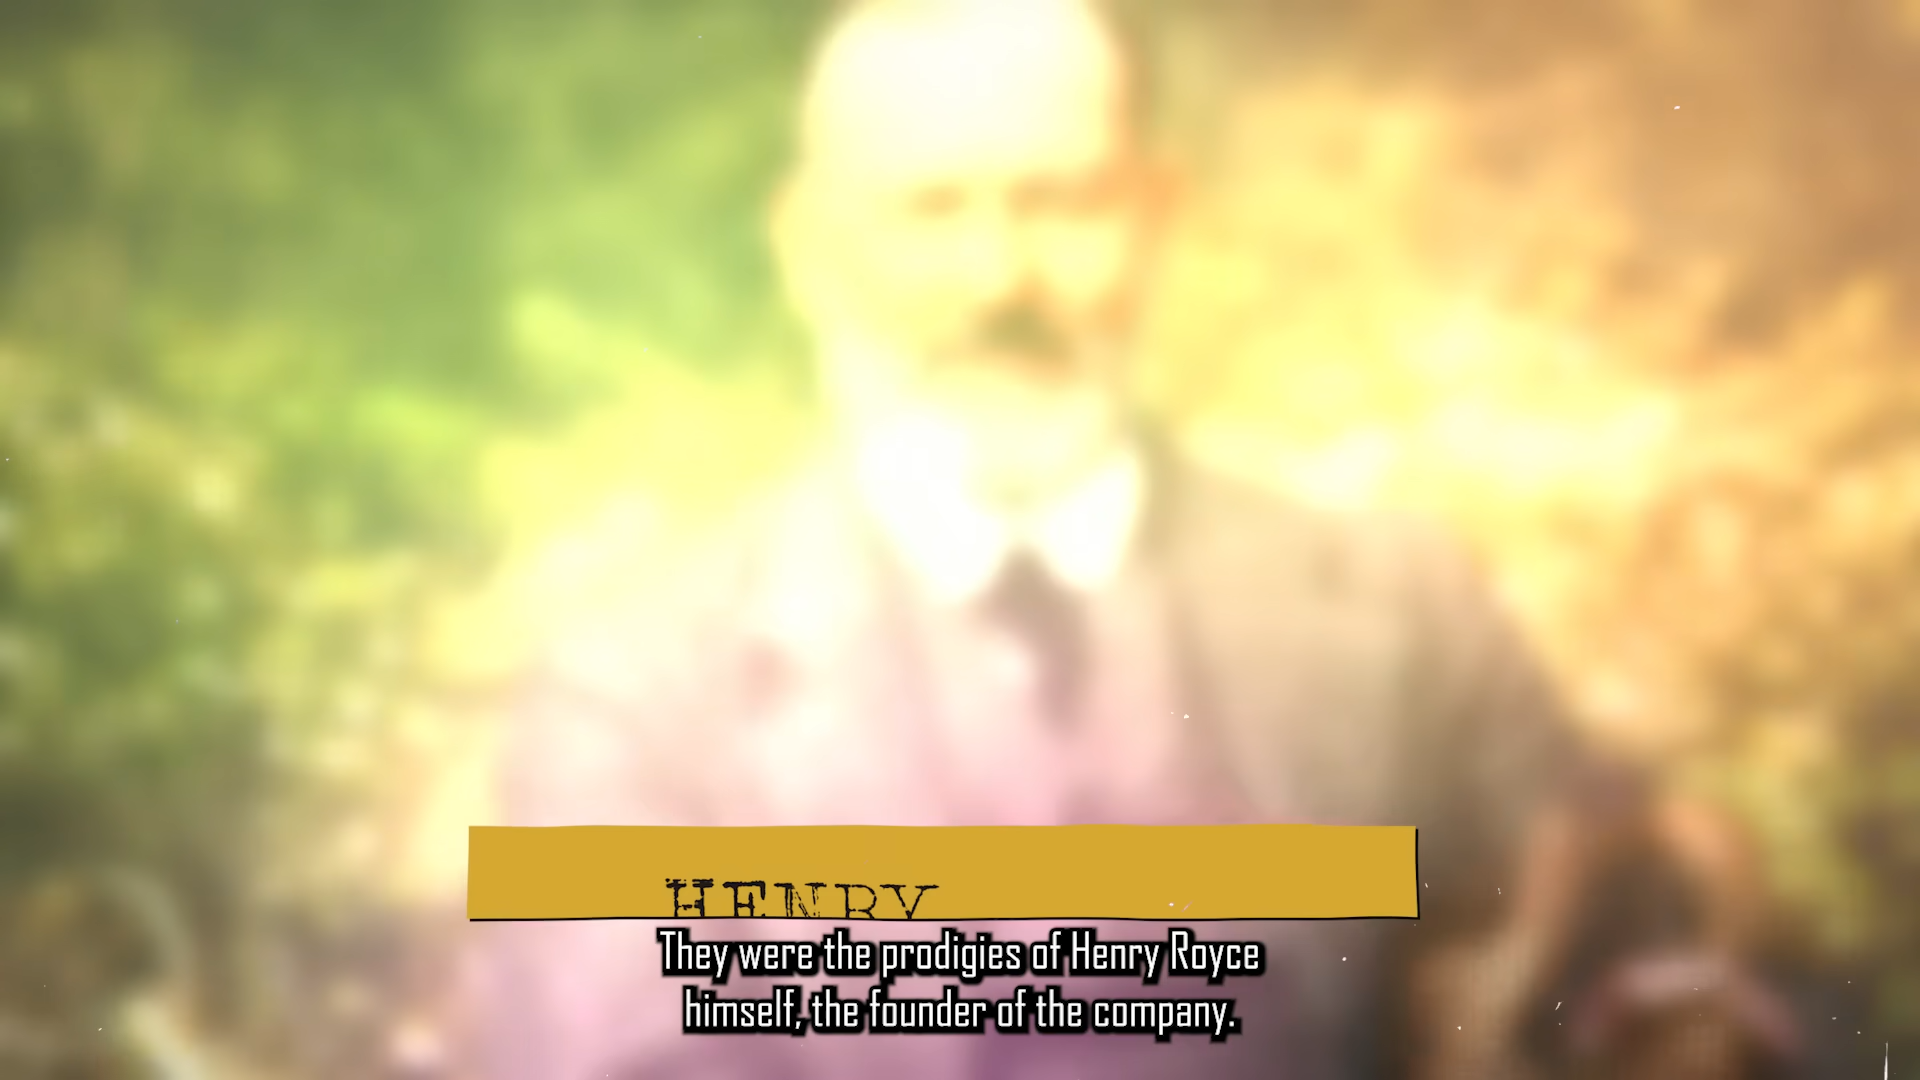 HENRY
They were the prodigies of Henry Royce
himself, the founder of the company.